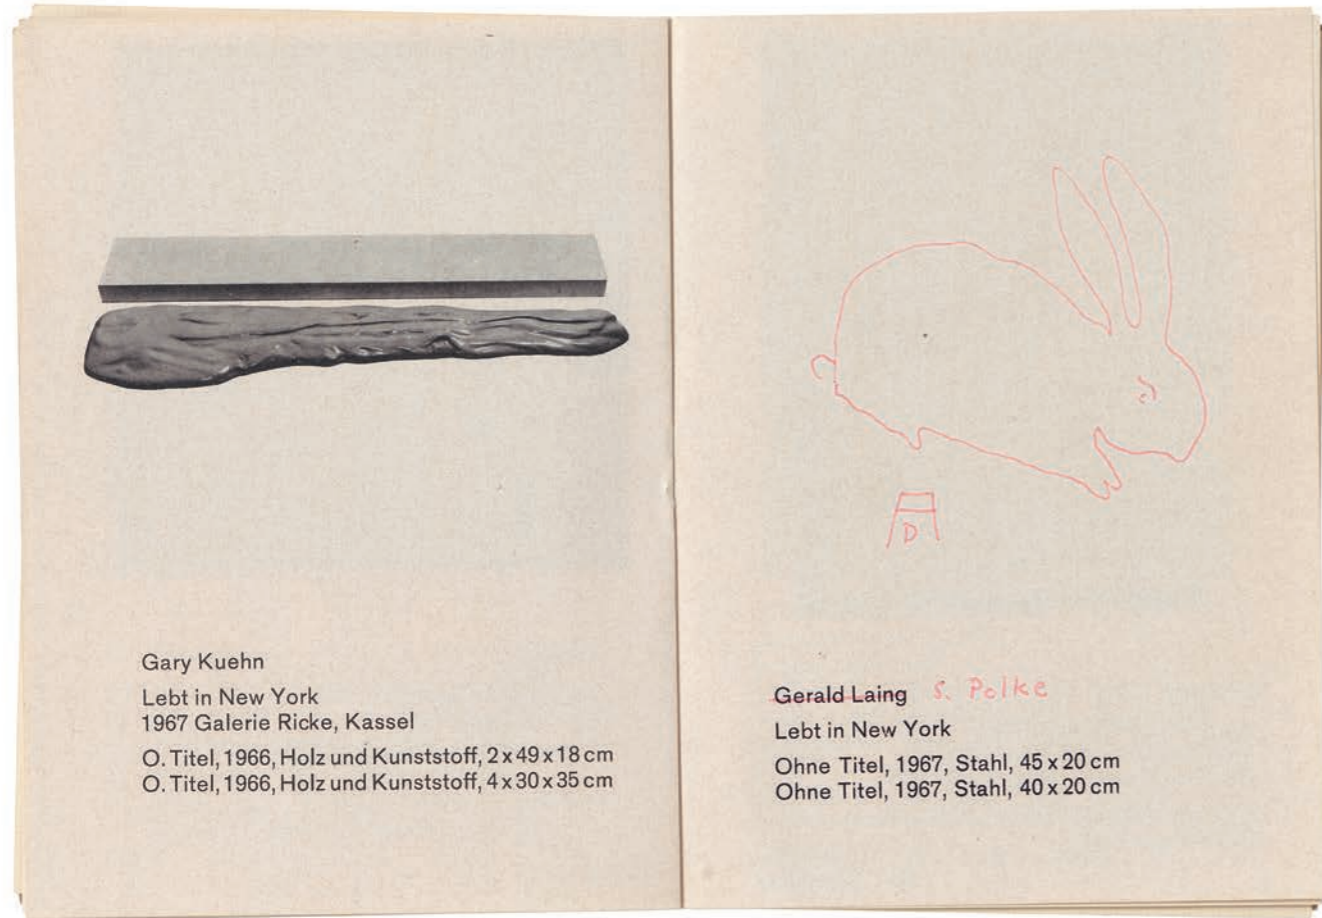 Gary Kuehn
Lebt in New York
1967 Galerie Ricke, Kassel
O. Titel, 1966, Holz und Kunststoff, 2 x 49 x 18 cm
O. Titel, 1966, Holz und Kunststoff, 4 x 30 x 35 cm
AD
Gerald Laing S. Polke
Lebt in New York
Ohne Titel, 1967, Stahl, 45 x 20 cm
Ohne Titel, 1967, Stahl, 40 x 20 cm